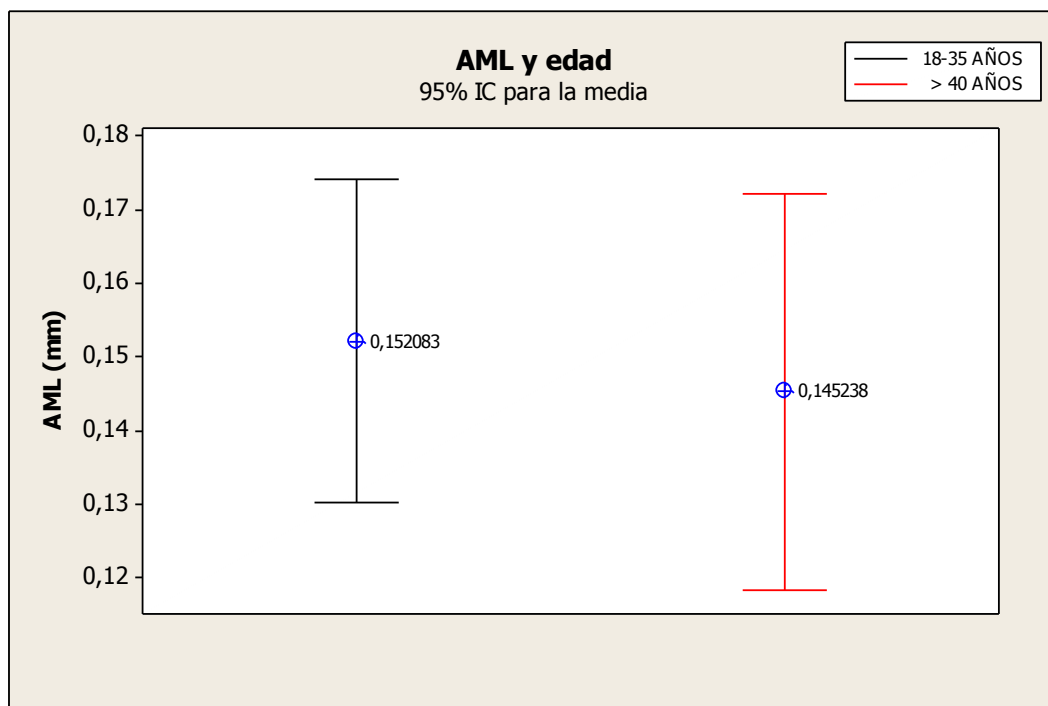 AML y edad
95% IC para la media
18-35 AÑOS
> 40 AÑOS
AML (mm)
0,18
0,17
0,16
0,15
0,14
0,13
0,12
0,152083
0,145238